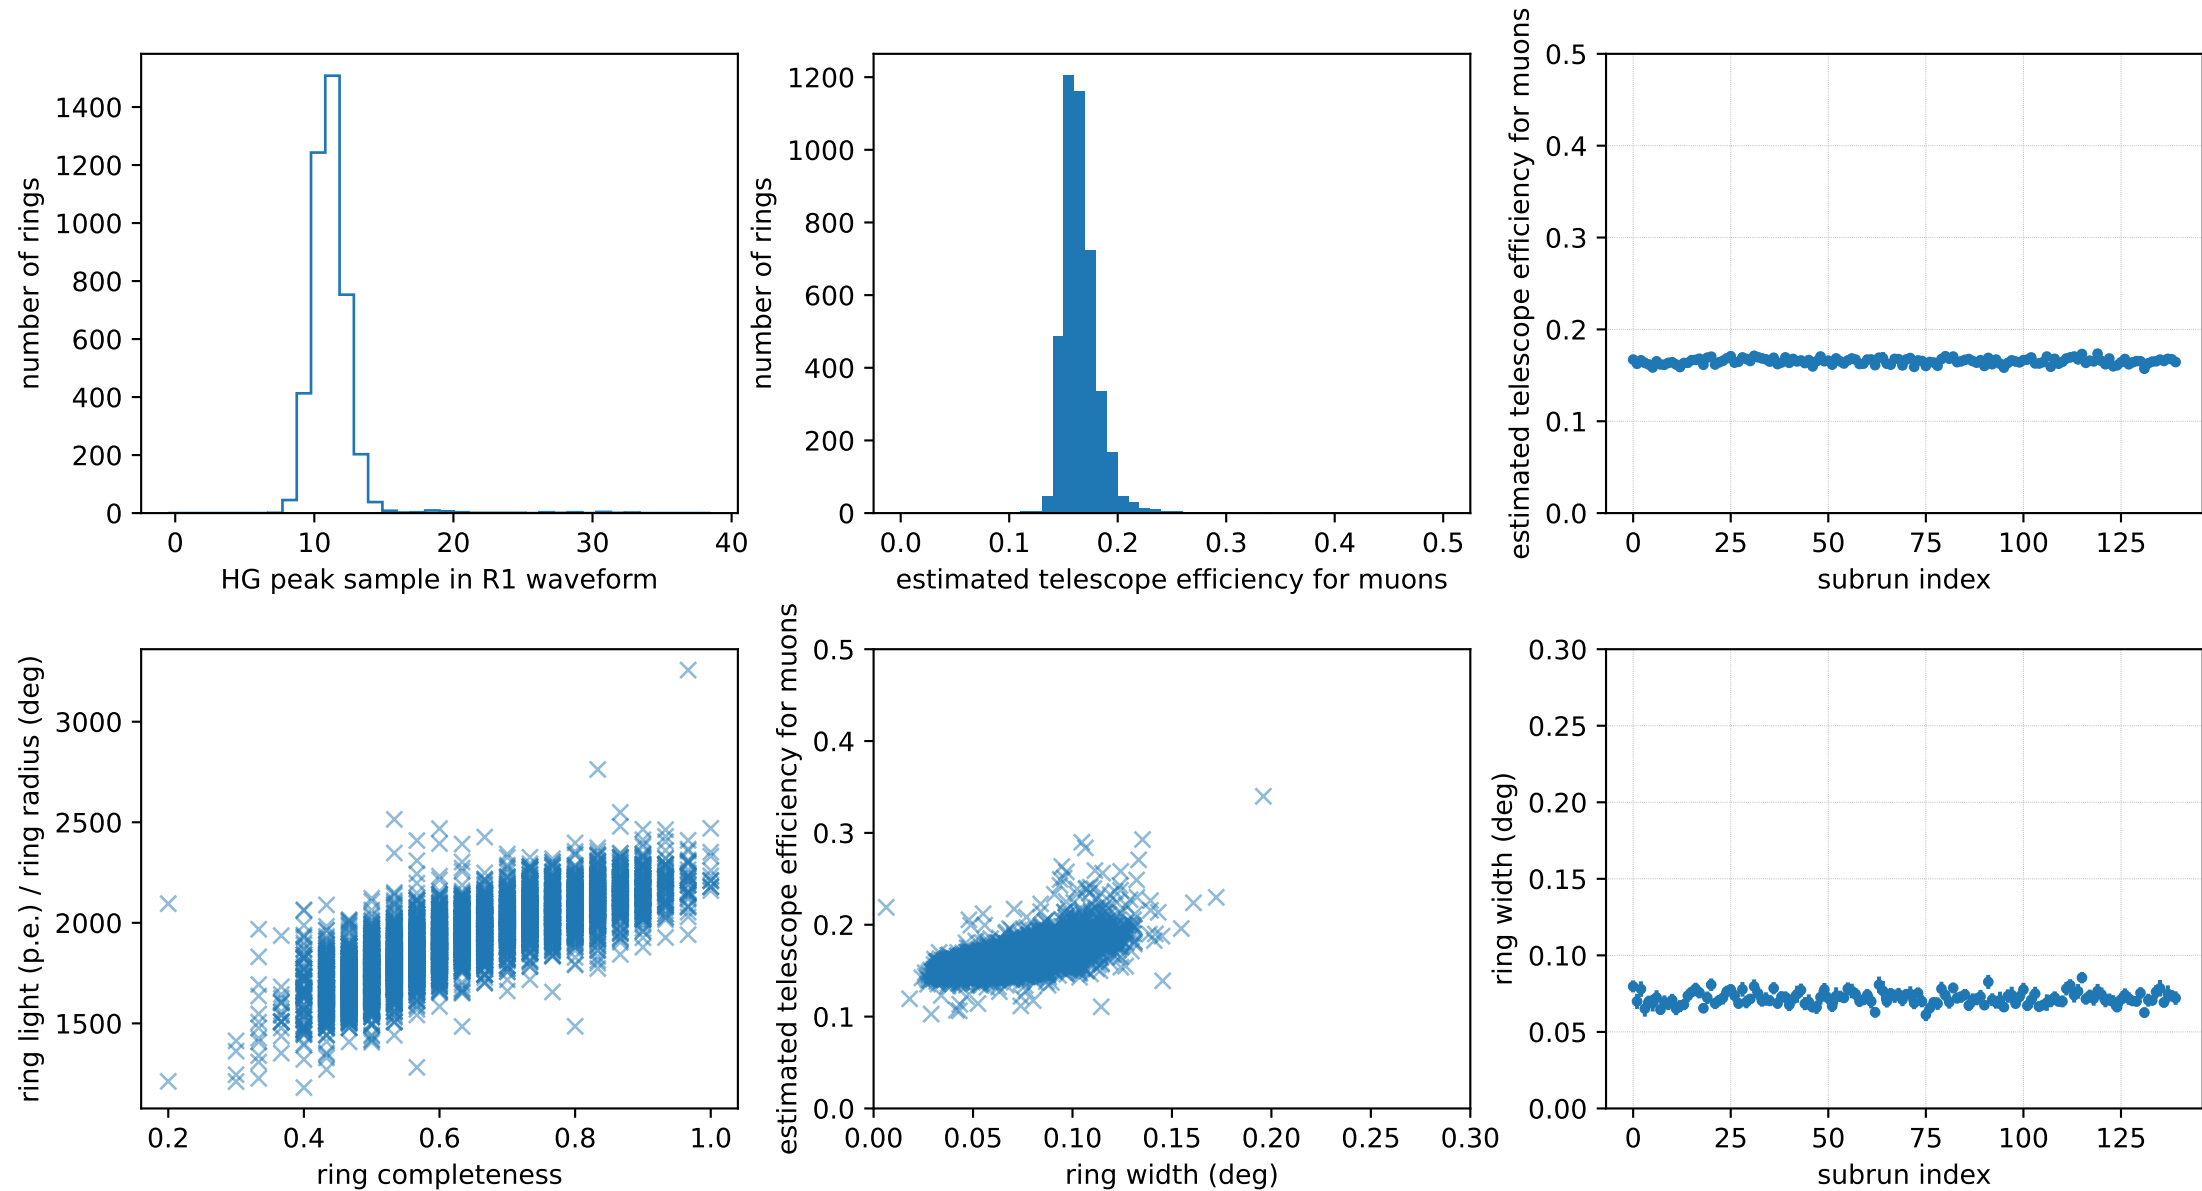 number of rings
1400
1200
1000
800
600
400
200
0
0 10 20 30 40
HG peak sample in R1 waveform
number of rings
1200
1000
800
600
400
200
0
0.0 0.1 0.2 0.3 0.4 0.5
estimated telescope efficiency for muons
estimated telescope efficiency for muons
0.5
0.4
0.3
0.2
0.1
0.0
0 25 50 75 100 125
subrun index
ring light (p.e.) / ring radius (deg)
3000
2500
2000
1500
0.2 0.4 0.6 0.8 1.0
ring completeness
estimated telescope efficiency for muons
0.5
0.4
0.3
0.2
0.1
0.0
0.00 0.05 0.10 0.15 0.20 0.25 0.30
ring width (deg)
ring width (deg)
0.30
0.25
0.20
0.15
0.10
0.05
0.00
0 25 50 75 100 125
subrun index